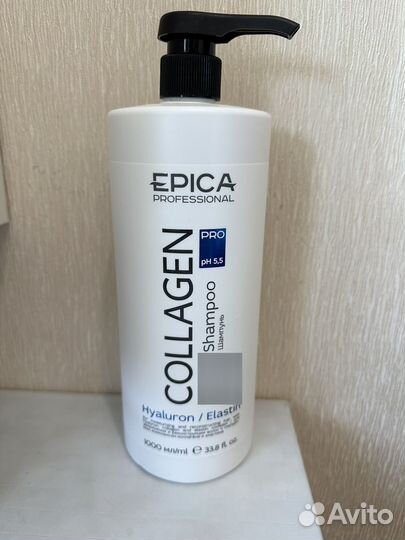 EPICA
PROFESSIONAL
COLLAGEN
PRO
pH 5,5
Shampoo
Шампунь
Hyaluron / Elastin
1000 мл/ml ℮ 33.8 fl. oz.
Avito